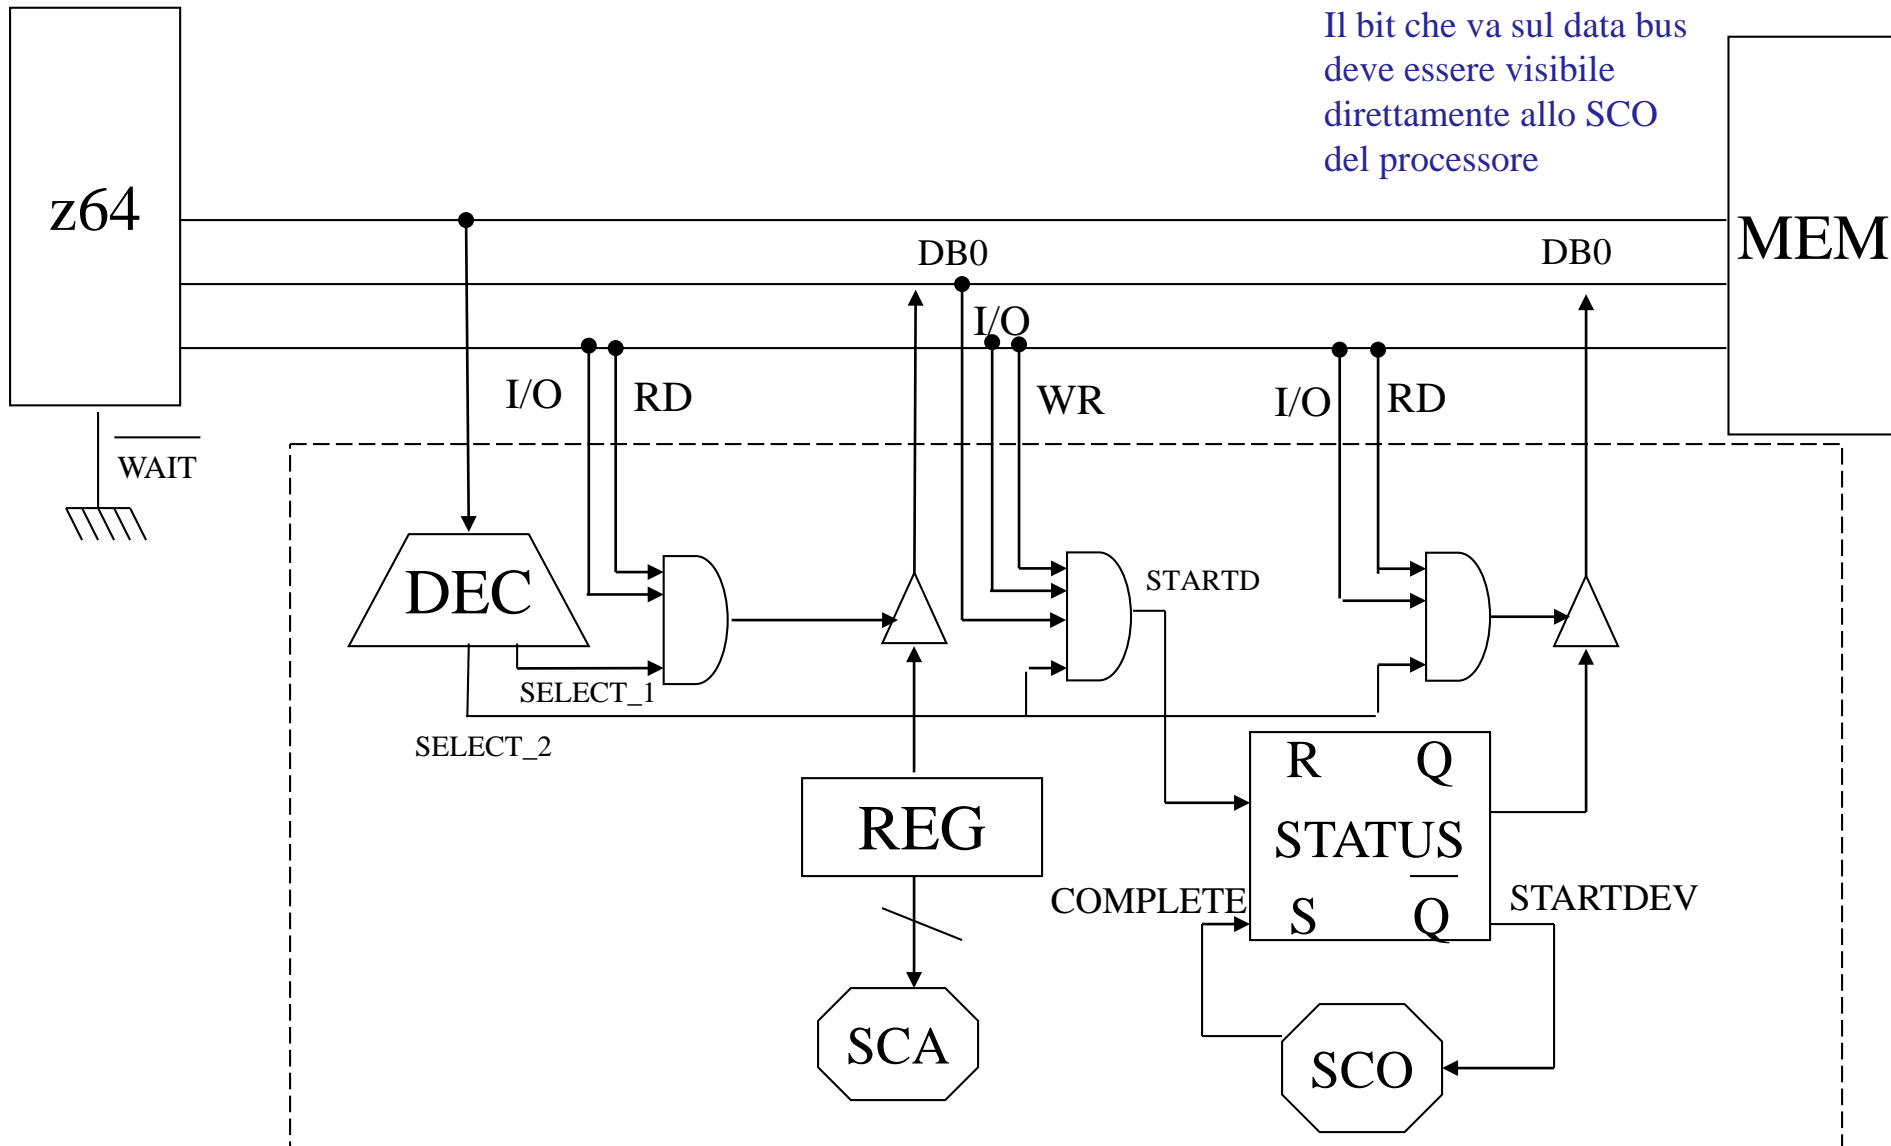 Il bit che va sul data bus
deve essere visibile
direttamente allo SCO
del processore
z64
MEM
DB0
DB0
I/O
I/O
RD
WR
I/O
RD
WAIT
DEC
STARTD
SELECT_1
SELECT_2
R
Q
REG
STATUS
COMPLETE
S
Q
STARTDEV
SCA
SCO